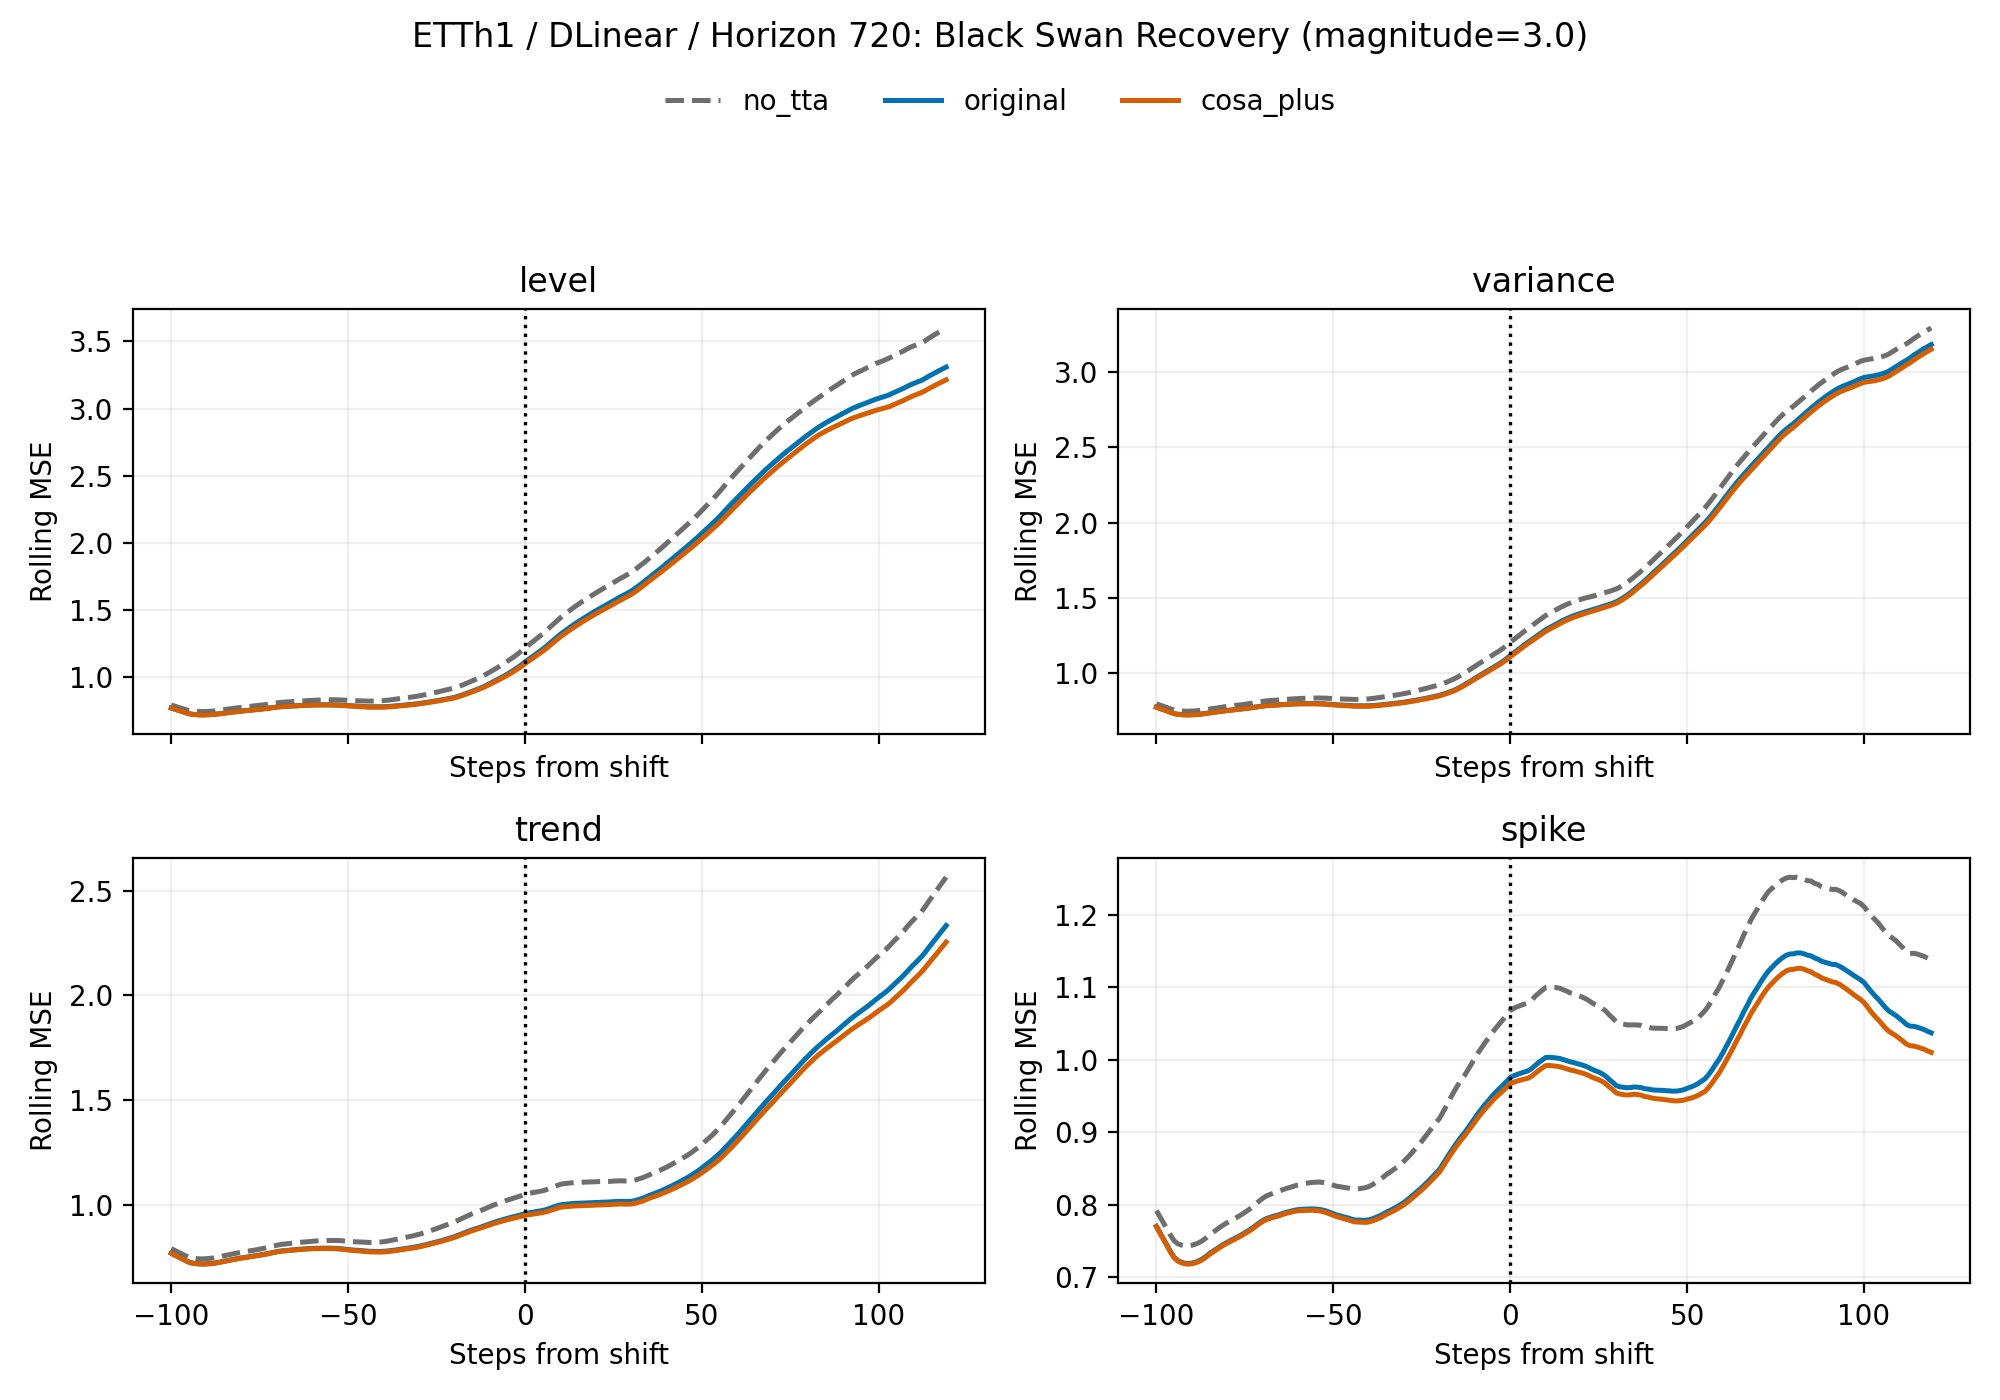 ETTh1 / DLinear / Horizon 720: Black Swan Recovery (magnitude=3.0)
no_tta original cosa_plus
level
3.5
3.0
2.5
2.0
1.5
1.0
Rolling MSE
Steps from shift
variance
3.0
2.5
2.0
1.5
1.0
Rolling MSE
Steps from shift
trend
2.5
2.0
1.5
1.0
Rolling MSE
−100 −50 0 50 100
Steps from shift
spike
1.2
1.1
1.0
0.9
0.8
0.7
Rolling MSE
−100 −50 0 50 100
Steps from shift